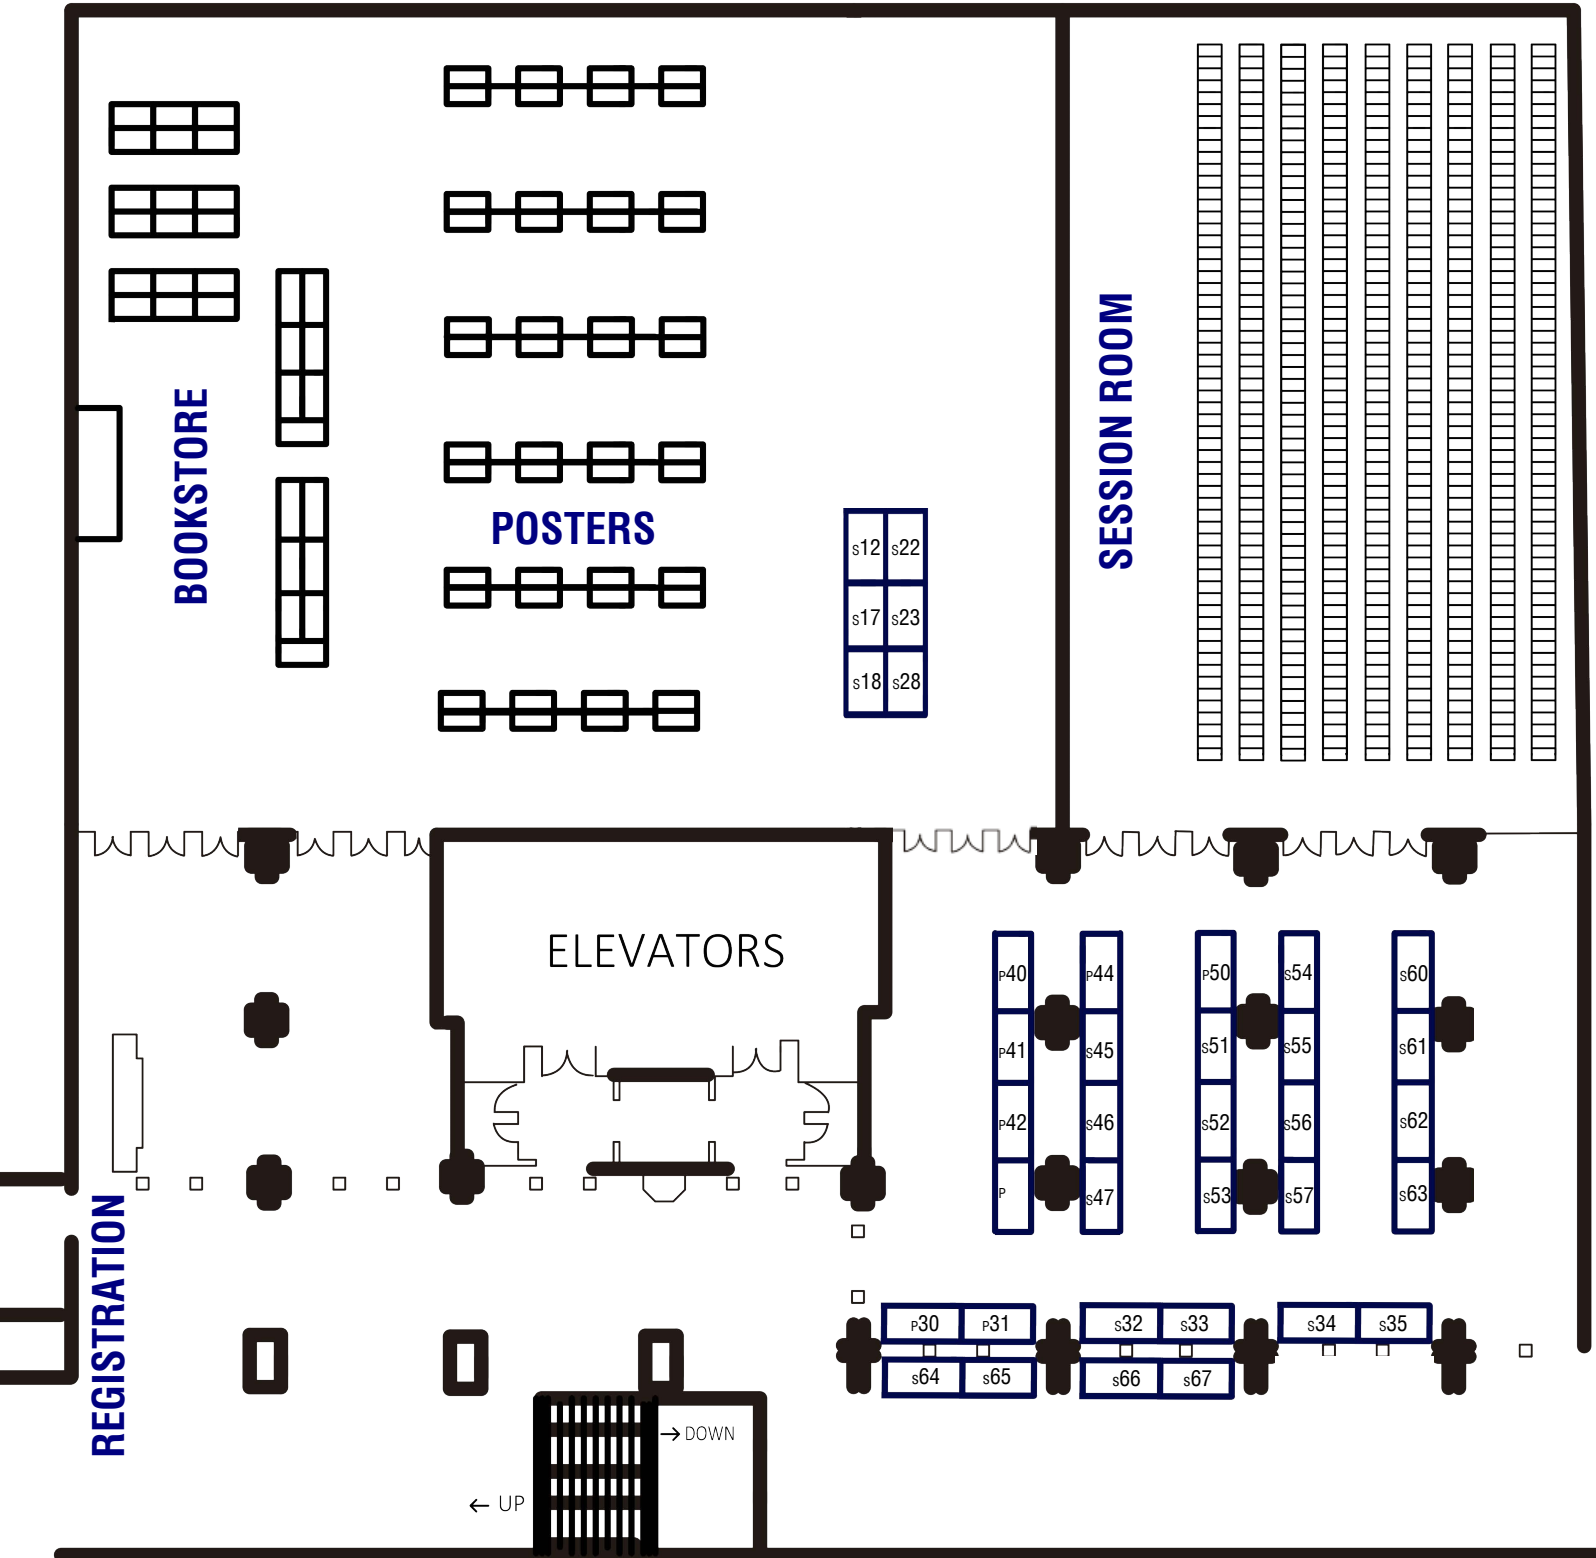 BOOKSTORE
POSTERS
SESSION ROOM
S12 S22
S17 S23
S18 S28
ELEVATORS
P40 P44 P50 S54 S60
P41 S45 S51 S55 S61
P42 S46 S52 S56 S62
P S47 S53 S57 S63
REGISTRATION
P30 P31 S32 S33 S34 S35
S64 S65 S66 S67
→ DOWN
← UP